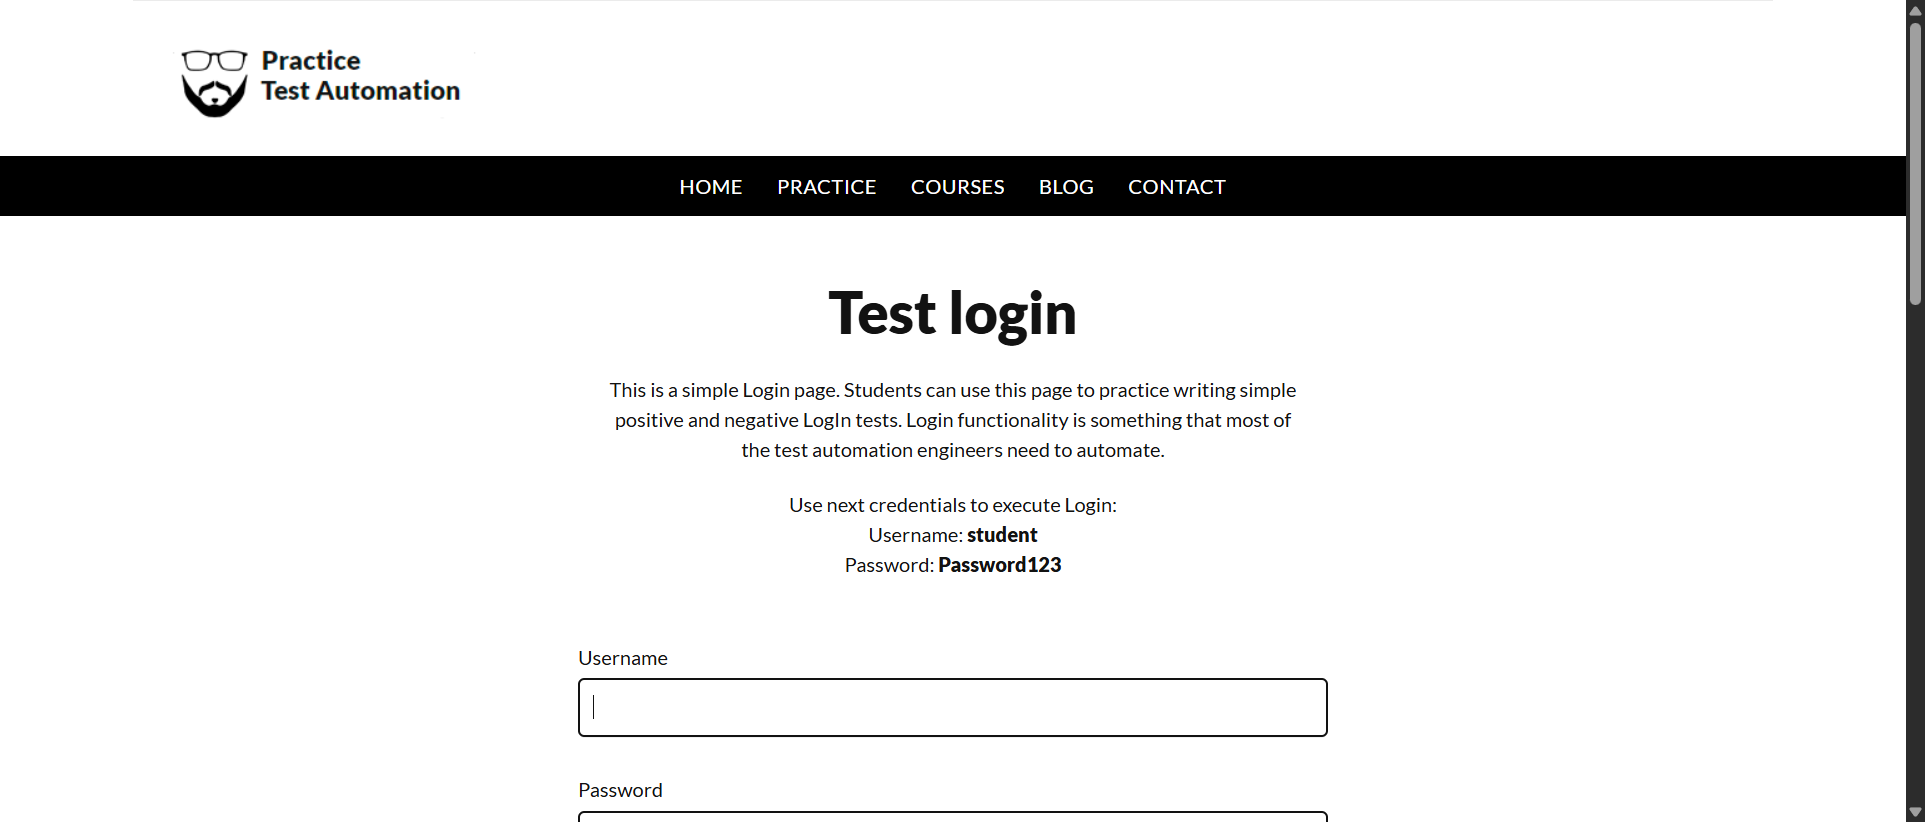 Practice
Test Automation
HOME PRACTICE COURSES BLOG CONTACT
Test login
This is a simple Login page. Students can use this page to practice writing simple
positive and negative LogIn tests. Login functionality is something that most of
the test automation engineers need to automate.
Use next credentials to execute Login:
Username: student
Password: Password123
Username
Password